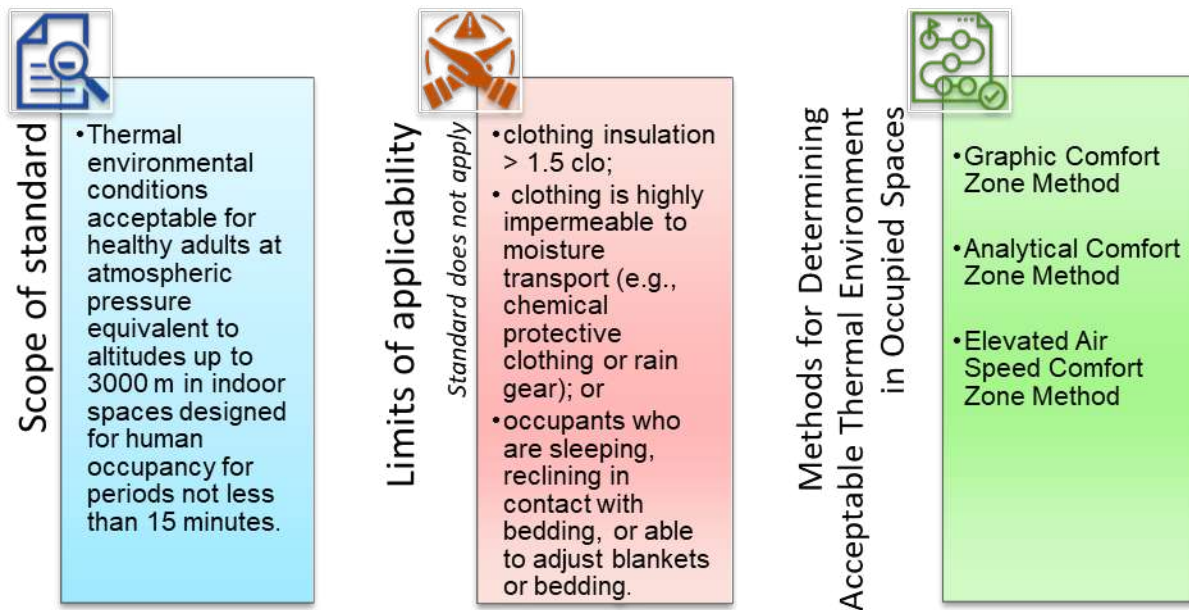 Scope of standard
•Thermal
environmental
conditions
acceptable for
healthy adults at
atmospheric
pressure
equivalent to
altitudes up to
3000 m in indoor
spaces designed
for human
occupancy for
periods not less
than 15 minutes.
Limits of applicability
Standard does not apply
•clothing insulation
> 1.5 clo;
• clothing is highly
impermeable to
moisture
transport (e.g.,
chemical
protective
clothing or rain
gear); or
•occupants who
are sleeping,
reclining in
contact with
bedding, or able
to adjust blankets
or bedding.
Methods for Determining
Acceptable Thermal Environment
in Occupied Spaces
•Graphic Comfort
Zone Method
•Analytical Comfort
Zone Method
•Elevated Air
Speed Comfort
Zone Method